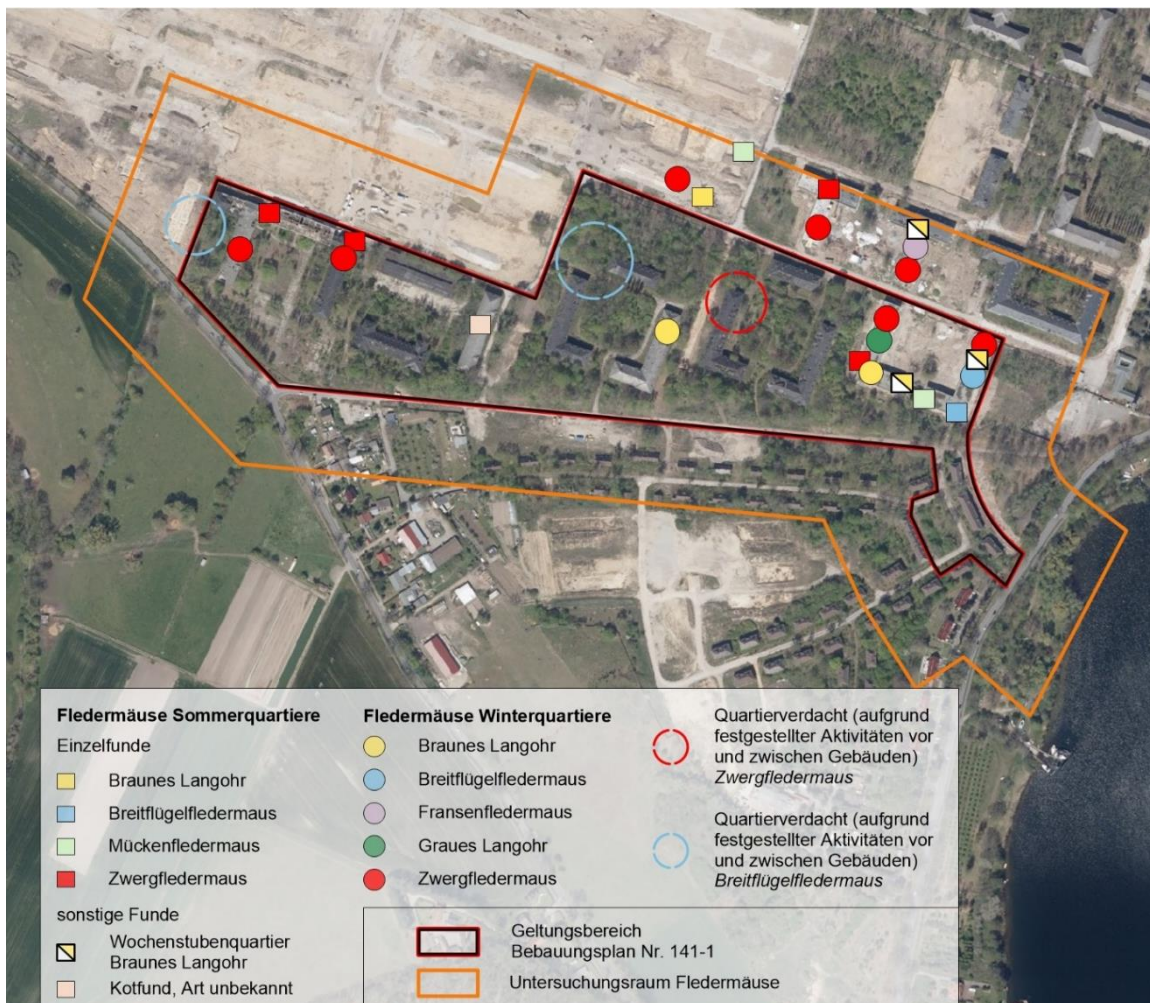 Fledermäuse Sommerquartiere
Einzelfunde
Braunes Langohr
Breitflügelfledermaus
Mückenfledermaus
Zwergfledermaus
sonstige Funde
Wochenstubenquartier
Braunes Langohr
Kotfund, Art unbekannt
Fledermäuse Winterquartiere
Braunes Langohr
Breitflügelfledermaus
Fransenfledermaus
Graues Langohr
Zwergfledermaus
Quartierverdacht (aufgrund
festgestellter Aktivitäten vor
und zwischen Gebäuden)
Zwergfledermaus
Quartierverdacht (aufgrund
festgestellter Aktivitäten vor
und zwischen Gebäuden)
Breitflügelfledermaus
Geltungsbereich
Bebauungsplan Nr. 141-1
Untersuchungsraum Fledermäuse